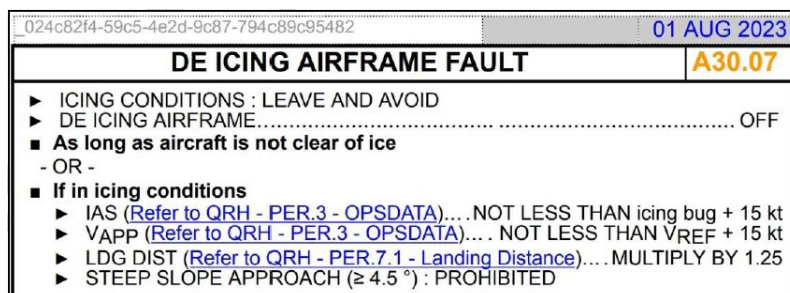 _024c82f4-59c5-4e2d-9c87-794c89c95482 01 AUG 2023
DE ICING AIRFRAME FAULT A30.07
► ICING CONDITIONS : LEAVE AND AVOID
► DE ICING AIRFRAME.................................................................................. OFF
■ As long as aircraft is not clear of ice
- OR -
■ If in icing conditions
► IAS (Refer to QRH - PER.3 - OPSDATA).... NOT LESS THAN icing bug + 15 kt
► VAPP (Refer to QRH - PER.3 - OPSDATA).... NOT LESS THAN VREF + 15 kt
► LDG DIST (Refer to QRH - PER.7.1 - Landing Distance).... MULTIPLY BY 1.25
► STEEP SLOPE APPROACH (≥ 4.5 °) : PROHIBITED